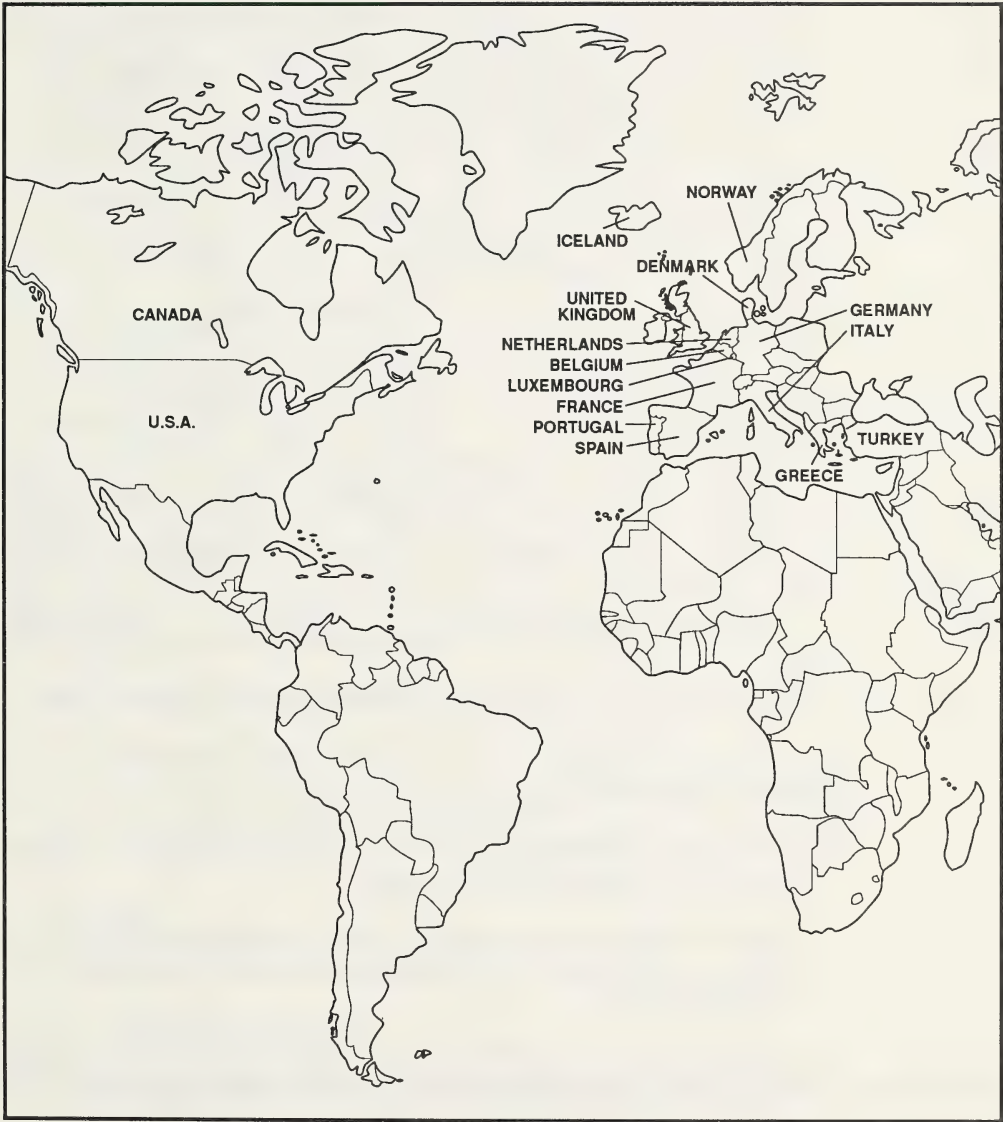 NORWAY
ICELAND
DENMARK
UNITED
KINGDOM
CANADA
GERMANY
ITALY
NETHERLANDS
BELGIUM
LUXEMBOURG
FRANCE
U.S.A.
PORTUGAL
SPAIN
TURKEY
GREECE